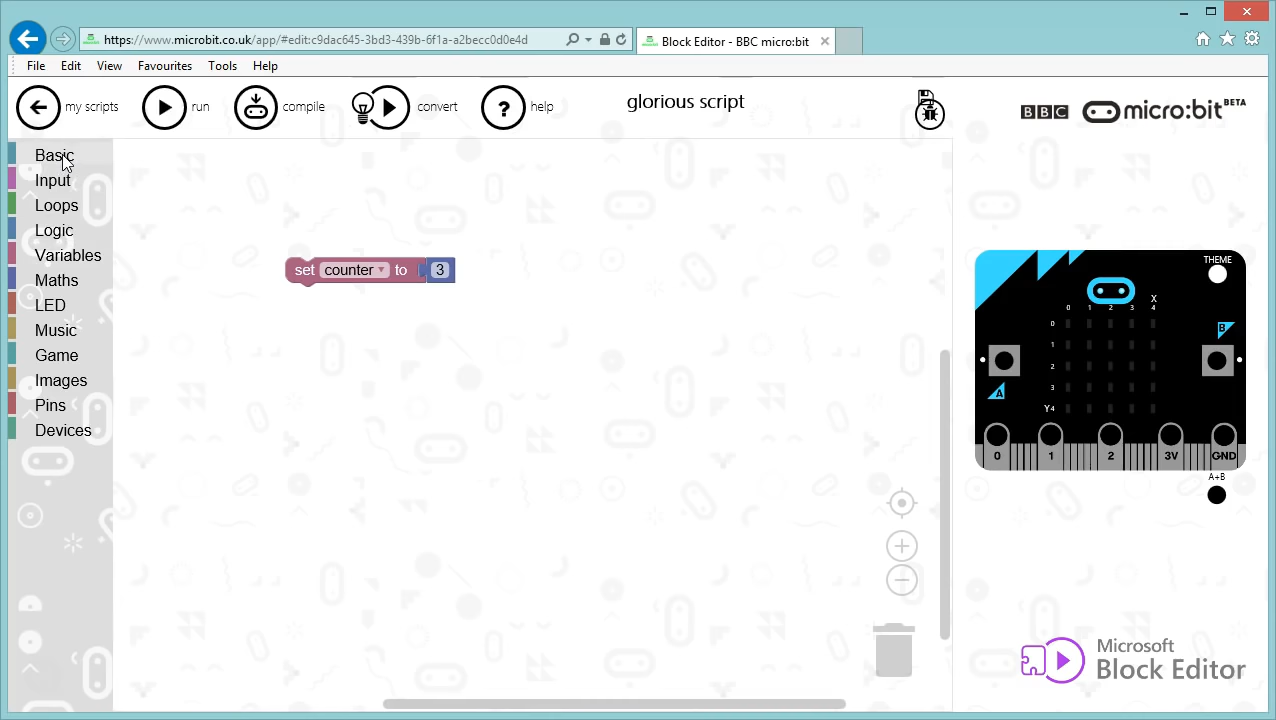 https://www.microbit.co.uk/app/#edit:c9dac645-3bd3-439b-6f1a-a2aecc0d0e4d
Block Editor - BBC micro:bit
File Edit View Favourites Tools Help
my scripts run compile convert ? help
glorious script
BBC micro:bit BETA
Basic
Input
Loops
Logic
Variables
Maths
LED
Music
Game
Images
Pins
Devices
set counter to 3
THEME
X
0 1 2 3 4
0
1
2
3
Y 4
A
B
0 1 2 3V GND
A+B
Microsoft
Block Editor